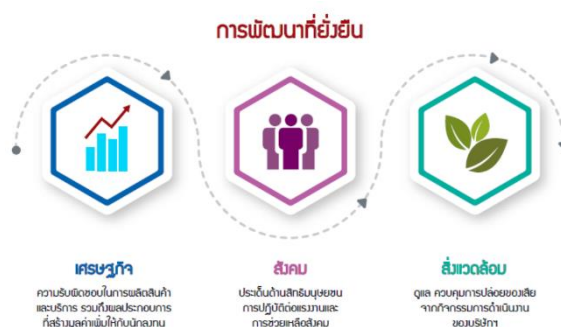 การพัฒนาที่ยั่งยืน
เศรษฐกิจ
ความรับผิดชอบในการผลิตสินค้า
และบริการ รวมถึงผลประกอบการ
ที่สร้างมูลค่าเพิ่มให้กับนักลงทุน
สังคม
ประเด็นด้านสิทธิมนุษยชน
การปฏิบัติต่อแรงงานและ
การช่วยเหลือสังคม
สิ่งแวดล้อม
ดูแล ควบคุมการปล่อยของเสีย
จากกิจกรรมการดำเนินงาน
ของบริษัทฯ